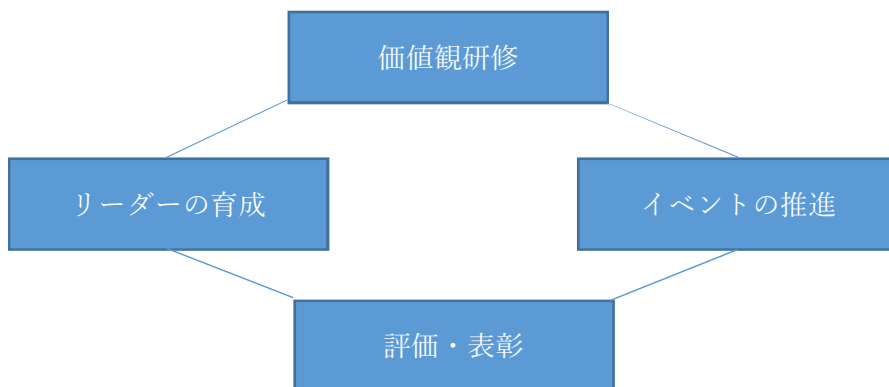 価値観研修
リーダーの育成
イベントの推進
評価・表彰